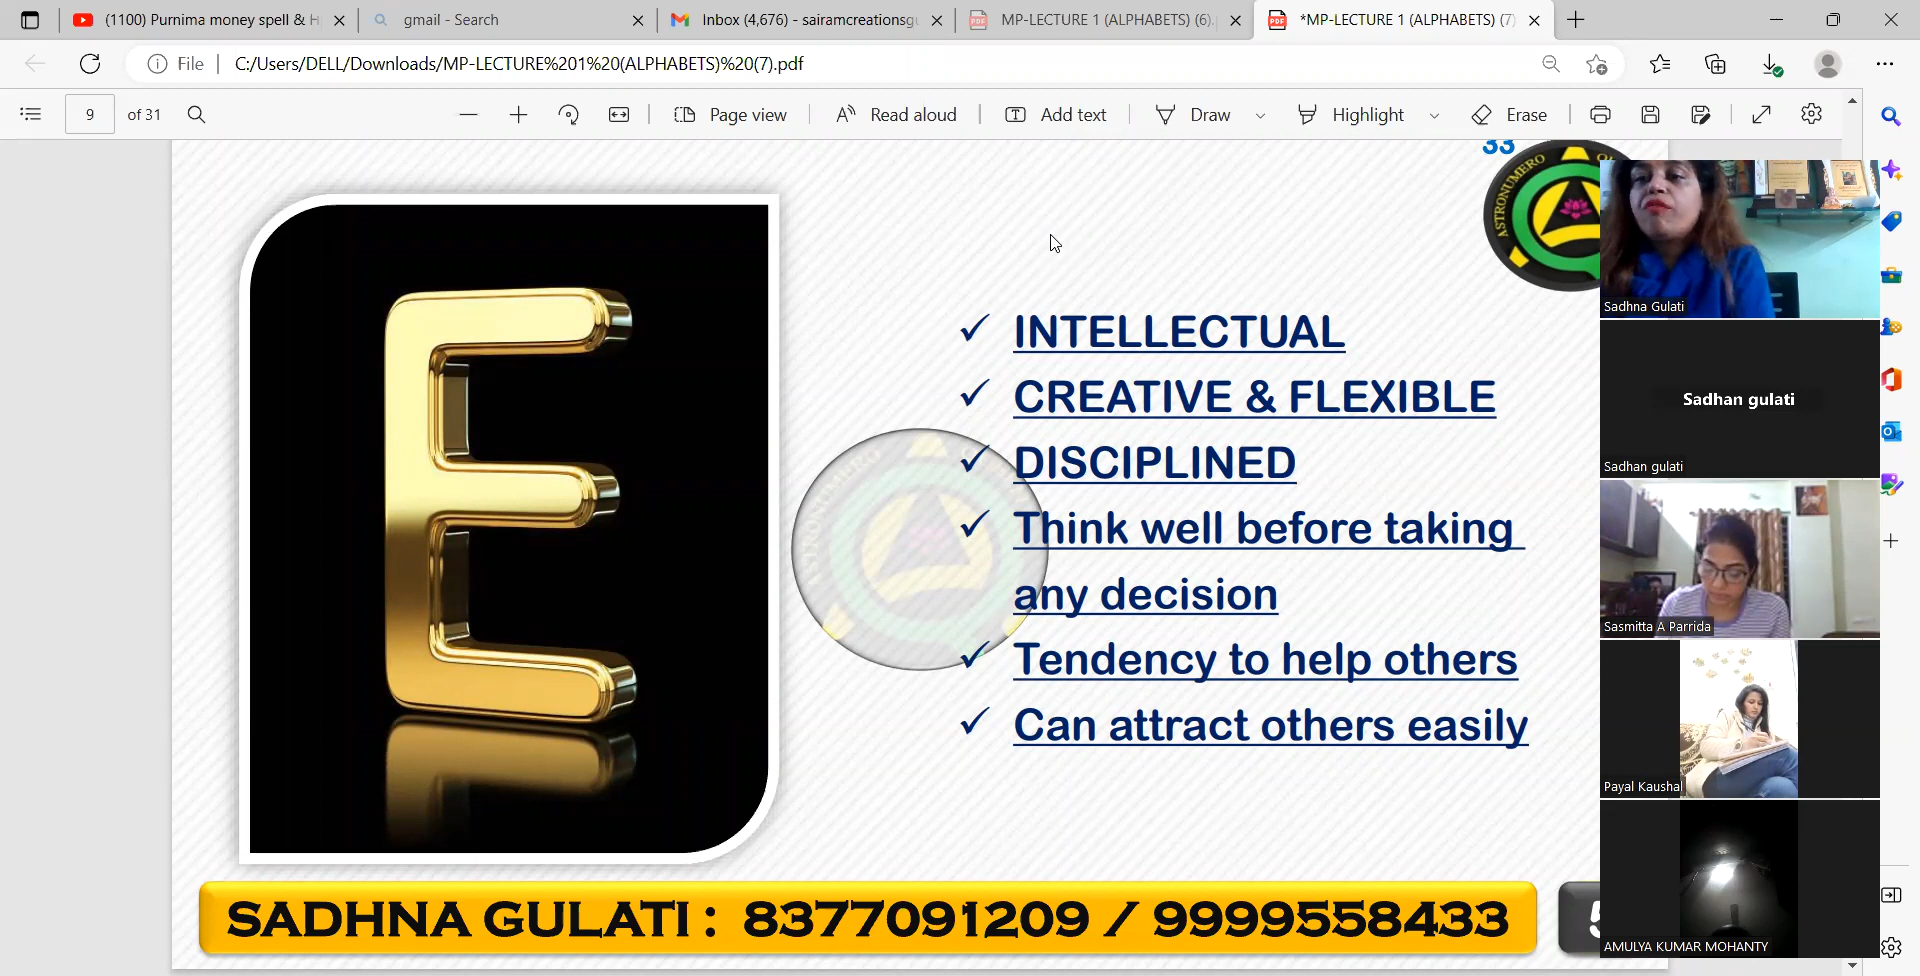 (1100) Purnima money spell & H
gmail - Search
Inbox (4,676) - sairamcreationsgu
MP-LECTURE 1 (ALPHABETS) (6).
*MP-LECTURE 1 (ALPHABETS) (7)
File
C:/Users/DELL/Downloads/MP-LECTURE%201%20(ALPHABETS)%20(7).pdf
9 of 31
Page view
Read aloud
Add text
Draw
Highlight
Erase
33
ASTRONUMERO
E
✓ INTELLECTUAL
✓ CREATIVE & FLEXIBLE
✓ DISCIPLINED
✓ Think well before taking
any decision
✓ Tendency to help others
✓ Can attract others easily
SADHNA GULATI : 8377091209 / 9999558433
5
Sadhna Gulati
Sadhan gulati
Sadhan gulati
Sasmitta A Parrida
Payal Kaushal
AMULYA KUMAR MOHANTY